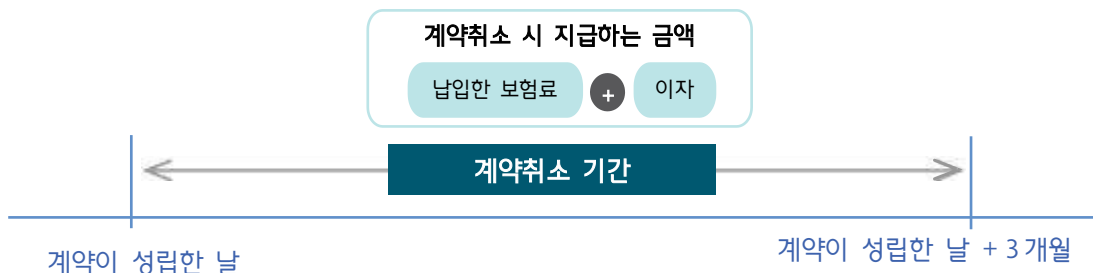 계약취소 시 지급하는 금액
납입한 보험료 + 이자
계약취소 기간
계약이 성립한 날
계약이 성립한 날 + 3개월